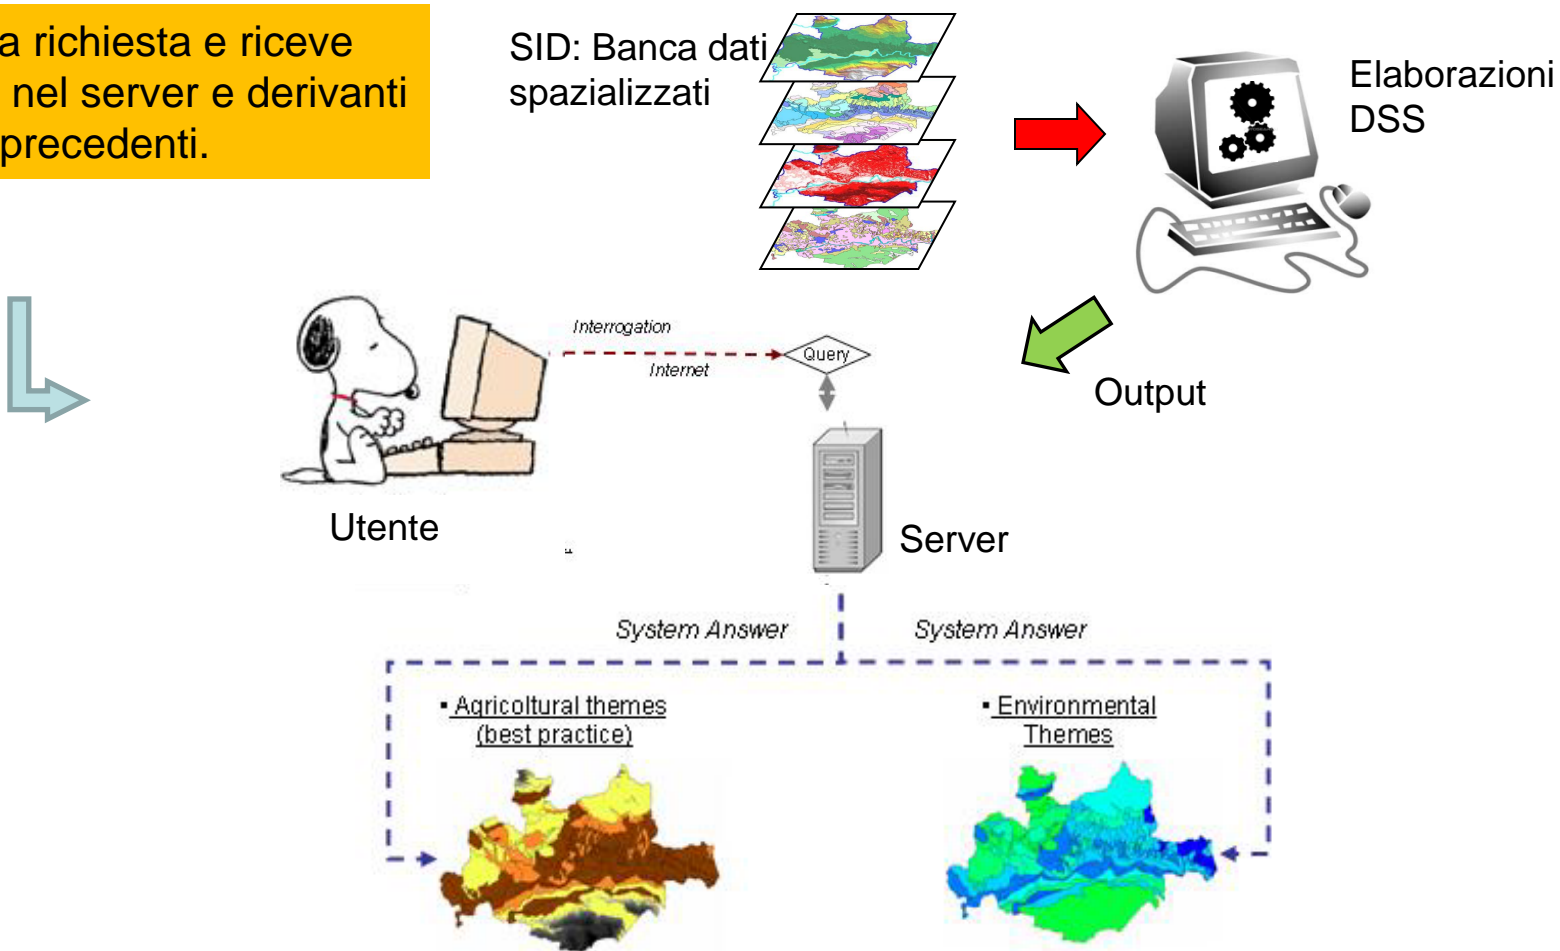 a richiesta e riceve
nel server e derivanti
precedenti.
SID: Banca dati
spazializzati
Elaborazioni
DSS
Interrogation
Internet
Query
Output
Utente
Server
System Answer
System Answer
▪ Agricoltural themes
(best practice)
▪ Environmental
Themes